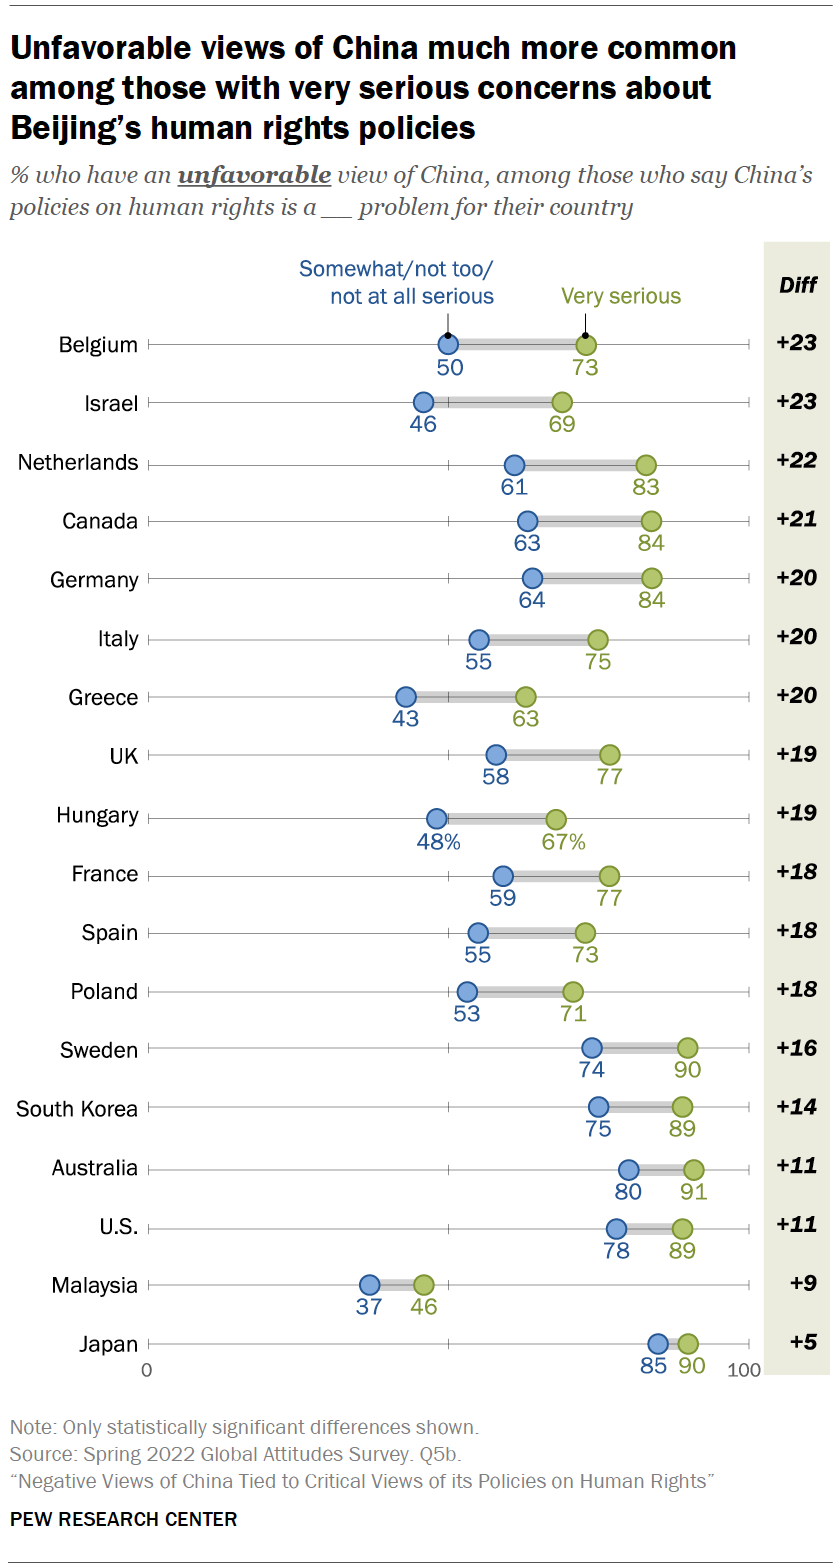 Unfavorable views of China much more common
among those with very serious concerns about
Beijing’s human rights policies
% who have an unfavorable view of China, among those who say China’s
policies on human rights is a __ problem for their country
Diff
Somewhat/not too/
not at all serious
Very serious
Belgium 50 73 +23
Israel 46 69 +23
Netherlands 61 83 +22
Canada 63 84 +21
Germany 64 84 +20
Italy 55 75 +20
Greece 43 63 +20
UK 58 77 +19
Hungary 48% 67% +19
France 59 77 +18
Spain 55 73 +18
Poland 53 71 +18
Sweden 74 90 +16
South Korea 75 89 +14
Australia 80 91 +11
U.S. 78 89 +11
Malaysia 37 46 +9
Japan 85 90 +5
0 100
Note: Only statistically significant differences shown.
Source: Spring 2022 Global Attitudes Survey. Q5b.
“Negative Views of China Tied to Critical Views of its Policies on Human Rights”
PEW RESEARCH CENTER